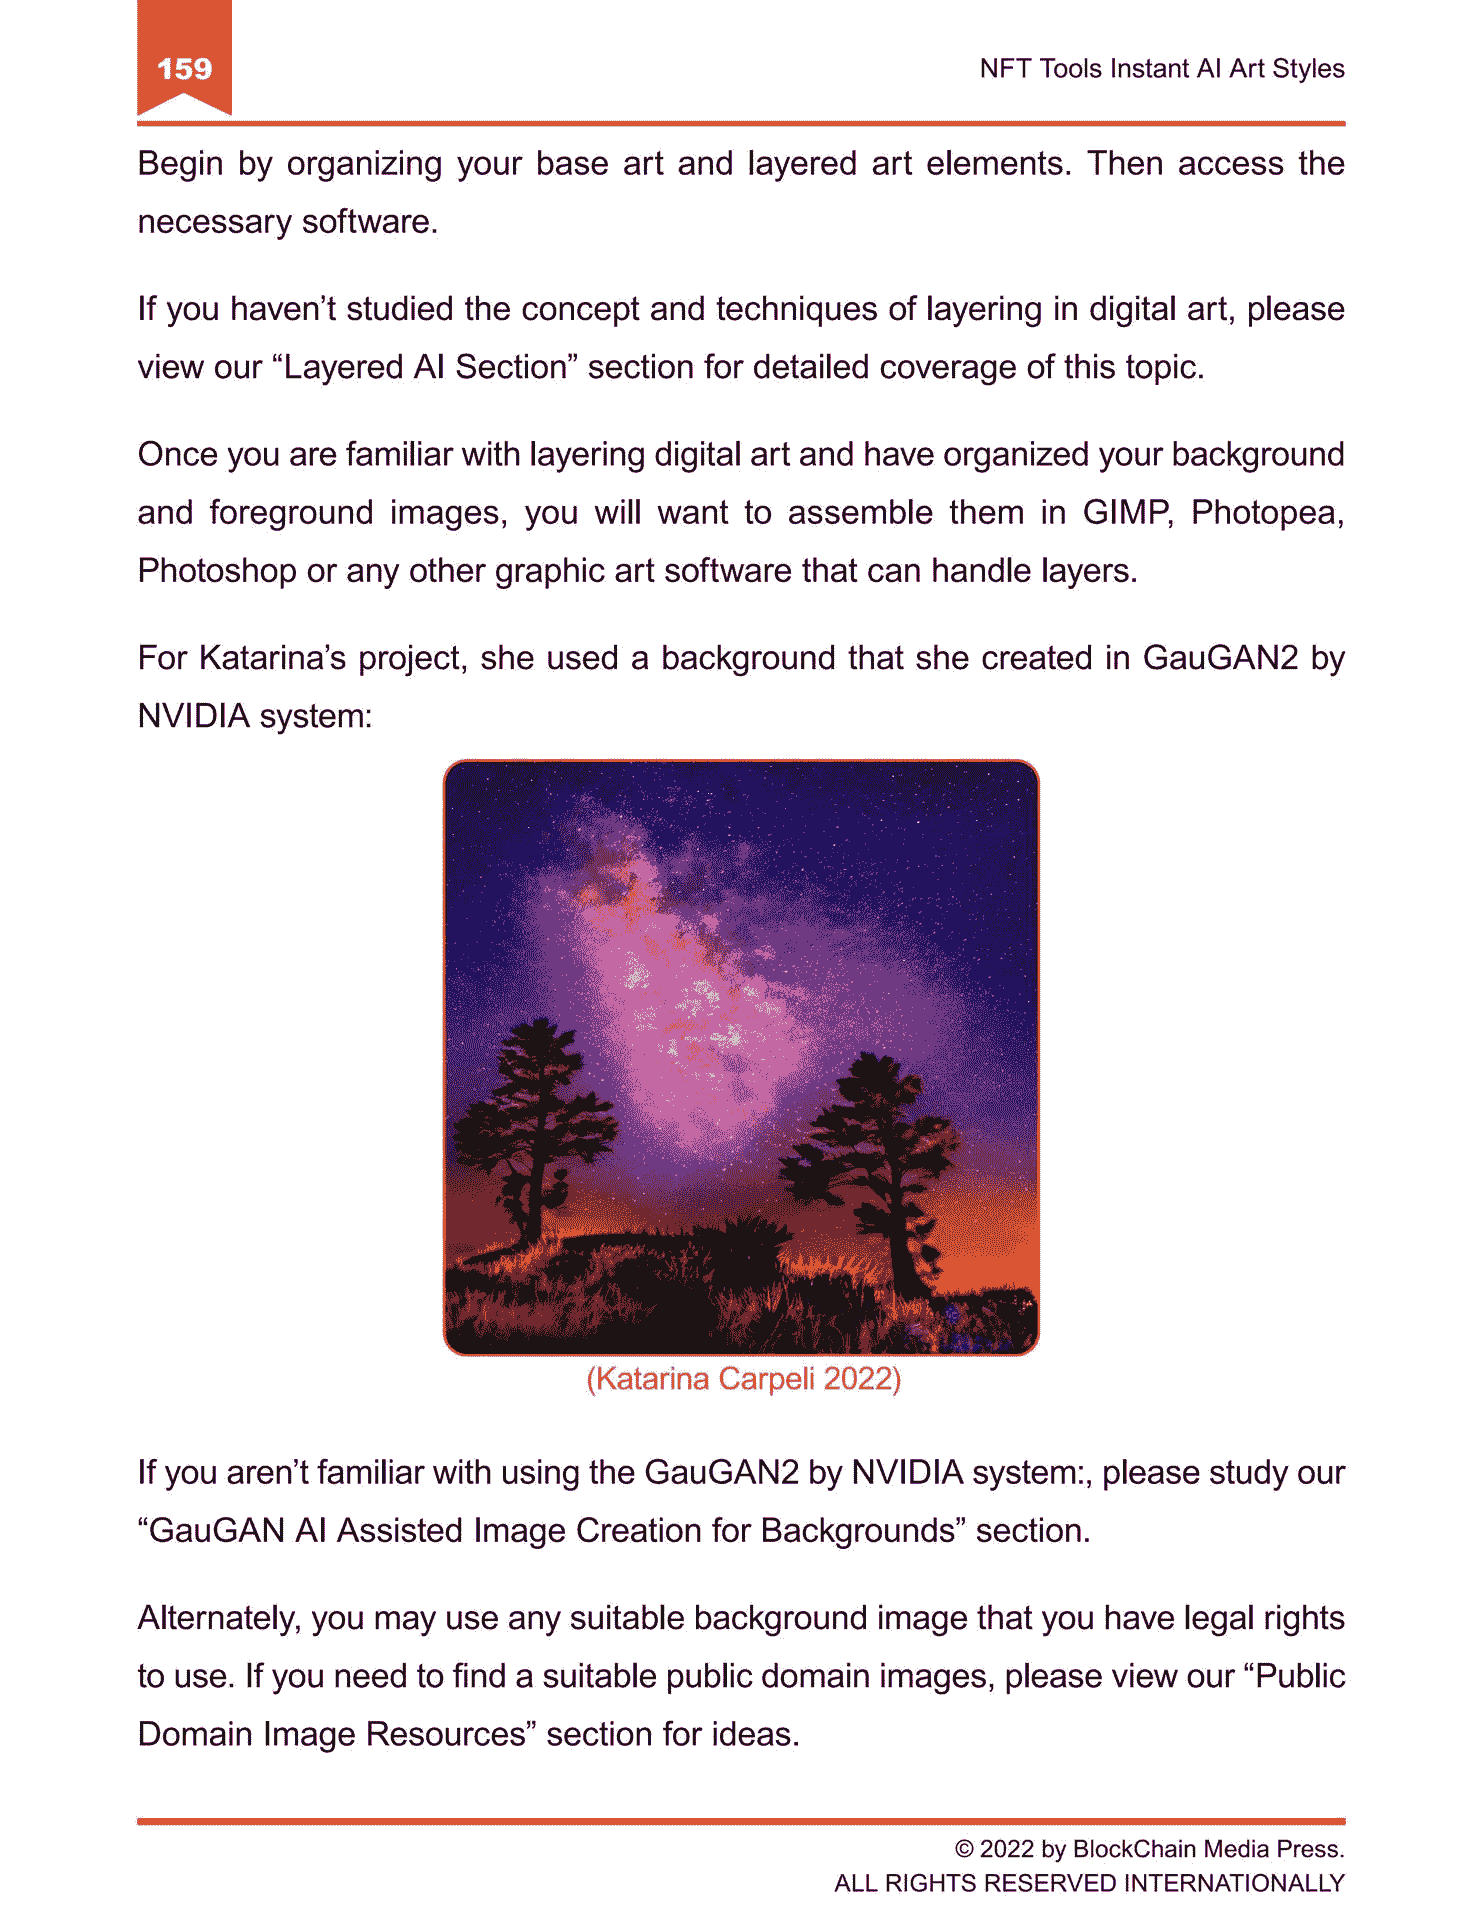 159
NFT Tools Instant AI Art Styles
Begin by organizing your base art and layered art elements. Then access the
necessary software.
If you haven’t studied the concept and techniques of layering in digital art, please
view our “Layered AI Section” section for detailed coverage of this topic.
Once you are familiar with layering digital art and have organized your background
and foreground images, you will want to assemble them in GIMP, Photopea,
Photoshop or any other graphic art software that can handle layers.
For Katarina’s project, she used a background that she created in GauGAN2 by
NVIDIA system:
(Katarina Carpeli 2022)
If you aren’t familiar with using the GauGAN2 by NVIDIA system:, please study our
“GauGAN AI Assisted Image Creation for Backgrounds” section.
Alternately, you may use any suitable background image that you have legal rights
to use. If you need to find a suitable public domain images, please view our “Public
Domain Image Resources” section for ideas.
© 2022 by BlockChain Media Press.
ALL RIGHTS RESERVED INTERNATIONALLY